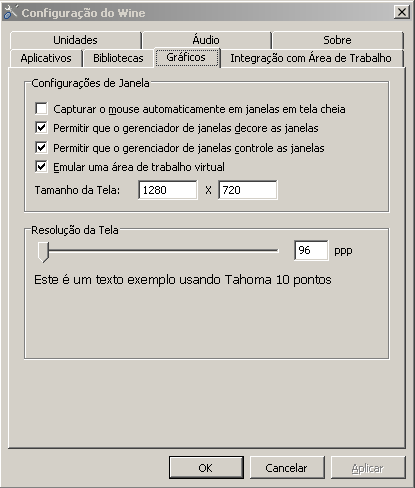 Configuração do Wine
Unidades Áudio Sobre
Aplicativos Bibliotecas Gráficos Integração com Área de Trabalho
Configurações de Janela
Capturar o mouse automaticamente em janelas em tela cheia
Permitir que o gerenciador de janelas decore as janelas
Permitir que o gerenciador de janelas controle as janelas
Emular uma área de trabalho virtual
Tamanho da Tela: 1280 X 720
Resolução da Tela
96 ppp
Este é um texto exemplo usando Tahoma 10 pontos
OK Cancelar Aplicar